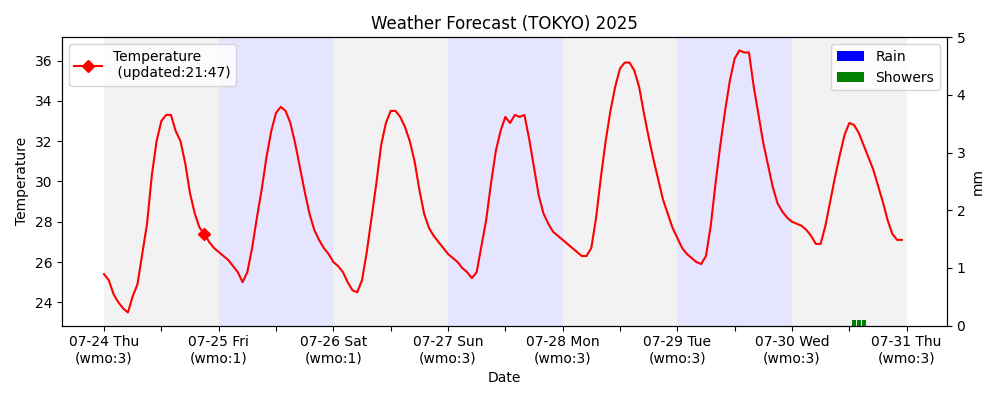 Weather Forecast (TOKYO) 2025
Temperature
(updated:21:47)
Rain
Showers
Temperature
36
34
32
30
28
26
24
5
4
3
2
1
0
mm
07-24 Thu
(wmo:3)
07-25 Fri
(wmo:1)
07-26 Sat
(wmo:1)
07-27 Sun
(wmo:3)
07-28 Mon
(wmo:3)
07-29 Tue
(wmo:3)
07-30 Wed
(wmo:3)
07-31 Thu
(wmo:3)
Date